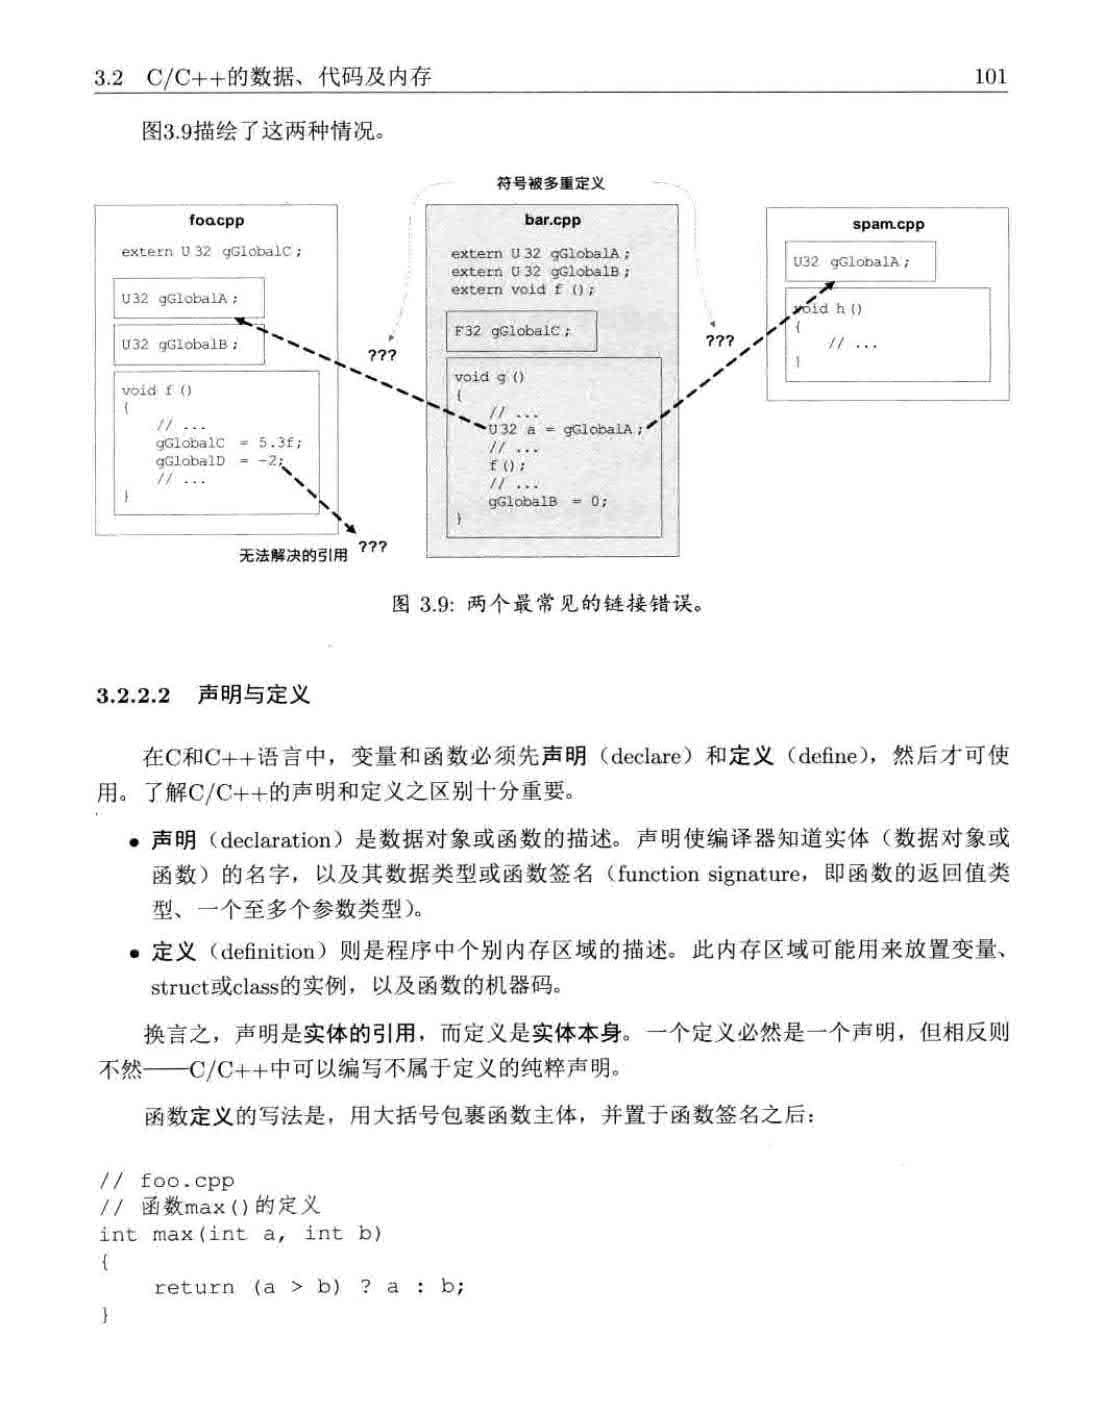 3.2 C/C++的数据、代码及内存 101
图3.9描绘了这两种情况。
符号被多重定义
foo.cpp
extern U32 gGlobalC;
U32 gGlobalA;
U32 gGlobalB;
void f()
{
// ...
gGlobalC = 5.3f;
gGlobalD = -2;
// ...
}
无法解决的引用
???
???
bar.cpp
extern U32 gGlobalA;
extern U32 gGlobalB;
extern void f();
F32 gGlobalC;
void g()
{
// ...
U32 a = gGlobalA;
// ...
f();
// ...
gGlobalB = 0;
}
???
spam.cpp
U32 gGlobalA;
void h()
{
// ...
}
图 3.9: 两个最常见的链接错误。
3.2.2.2 声明与定义
在C和C++语言中，变量和函数必须先声明（declare）和定义（define），然后才可使
用。了解C/C++的声明和定义之区别十分重要。
• 声明（declaration）是数据对象或函数的描述。声明使编译器知道实体（数据对象或
函数）的名字，以及其数据类型或函数签名（function signature，即函数的返回值类
型、一个至多个参数类型）。
• 定义（definition）则是程序中个别内存区域的描述。此内存区域可能用来放置变量、
struct或class的实例，以及函数的机器码。
换言之，声明是实体的引用，而定义是实体本身。一个定义必然是一个声明，但相反则
不然——C/C++中可以编写不属于定义的纯粹声明。
函数定义的写法是，用大括号包裹函数主体，并置于函数签名之后：
// foo.cpp
// 函数max()的定义
int max(int a, int b)
{
return (a > b) ? a : b;
}